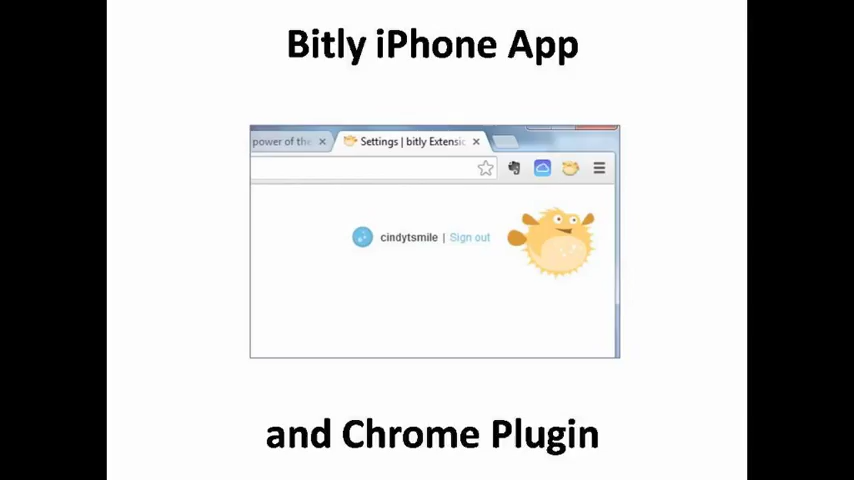 Bitly iPhone App
power of the
Settings | bitly Extensic
cindytsmile | Sign out
and Chrome Plugin